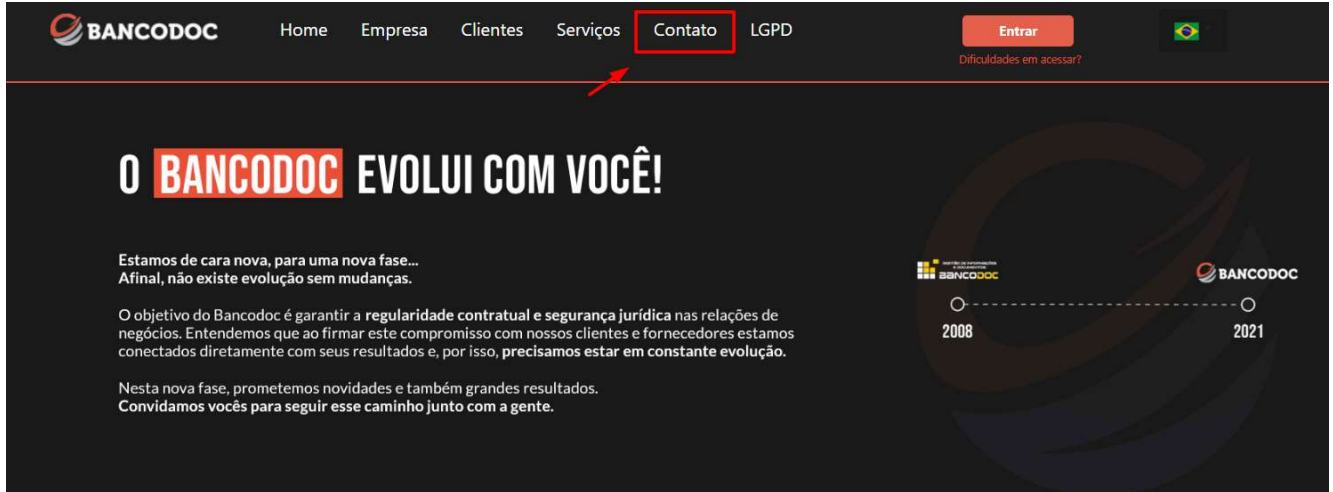 BANCODOC
Home Empresa Clientes Serviços Contato LGPD
Entrar
Dificuldades em acessar?
O BANCODOC EVOLUI COM VOCÊ!
Estamos de cara nova, para uma nova fase...
Afinal, não existe evolução sem mudanças.
O objetivo do Bancodoc é garantir a regularidade contratual e segurança jurídica nas relações de
negócios. Entendemos que ao firmar este compromisso com nossos clientes e fornecedores estamos
conectados diretamente com seus resultados e, por isso, precisamos estar em constante evolução.
Nesta nova fase, prometemos novidades e também grandes resultados.
Convidamos vocês para seguir esse caminho junto com a gente.
BANCODOC
BANCODOC
2008
2021